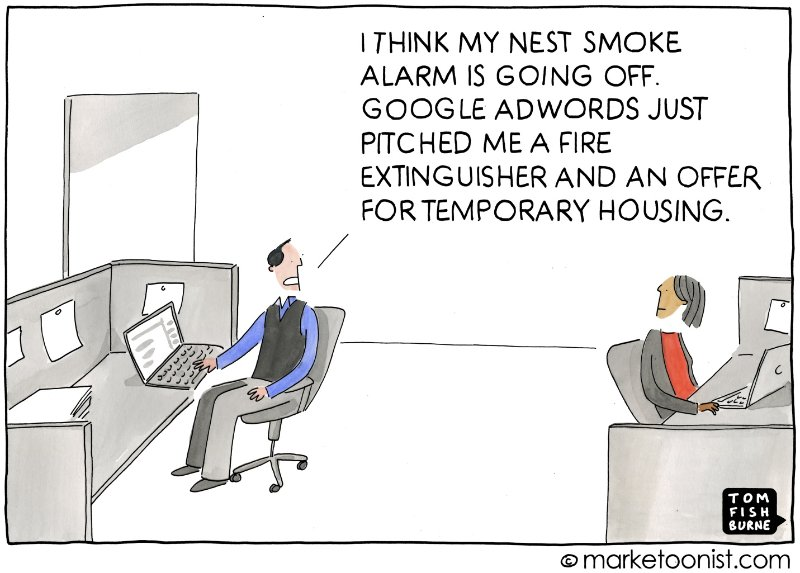 I THINK MY NEST SMOKE
ALARM IS GOING OFF.
GOOGLE ADWORDS JUST
PITCHED ME A FIRE
EXTINGUISHER AND AN OFFER
FOR TEMPORARY HOUSING.
TOM
FISH
BURNE
© marketoonist.com